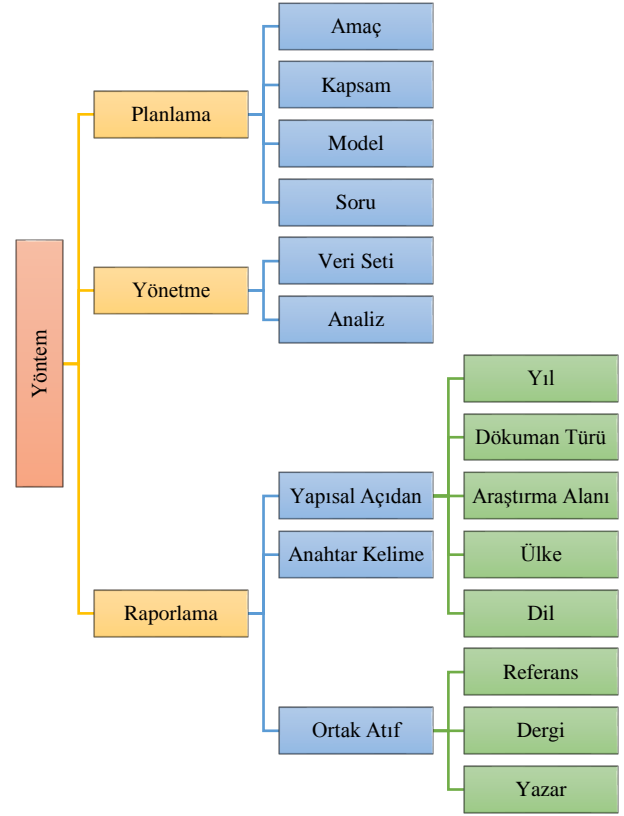 Yöntem
Planlama
Amaç
Kapsam
Model
Soru
Yönetme
Veri Seti
Analiz
Raporlama
Yapısal Açıdan
Yıl
Dökuman Türü
Araştırma Alanı
Ülke
Dil
Anahtar Kelime
Ortak Atıf
Referans
Dergi
Yazar